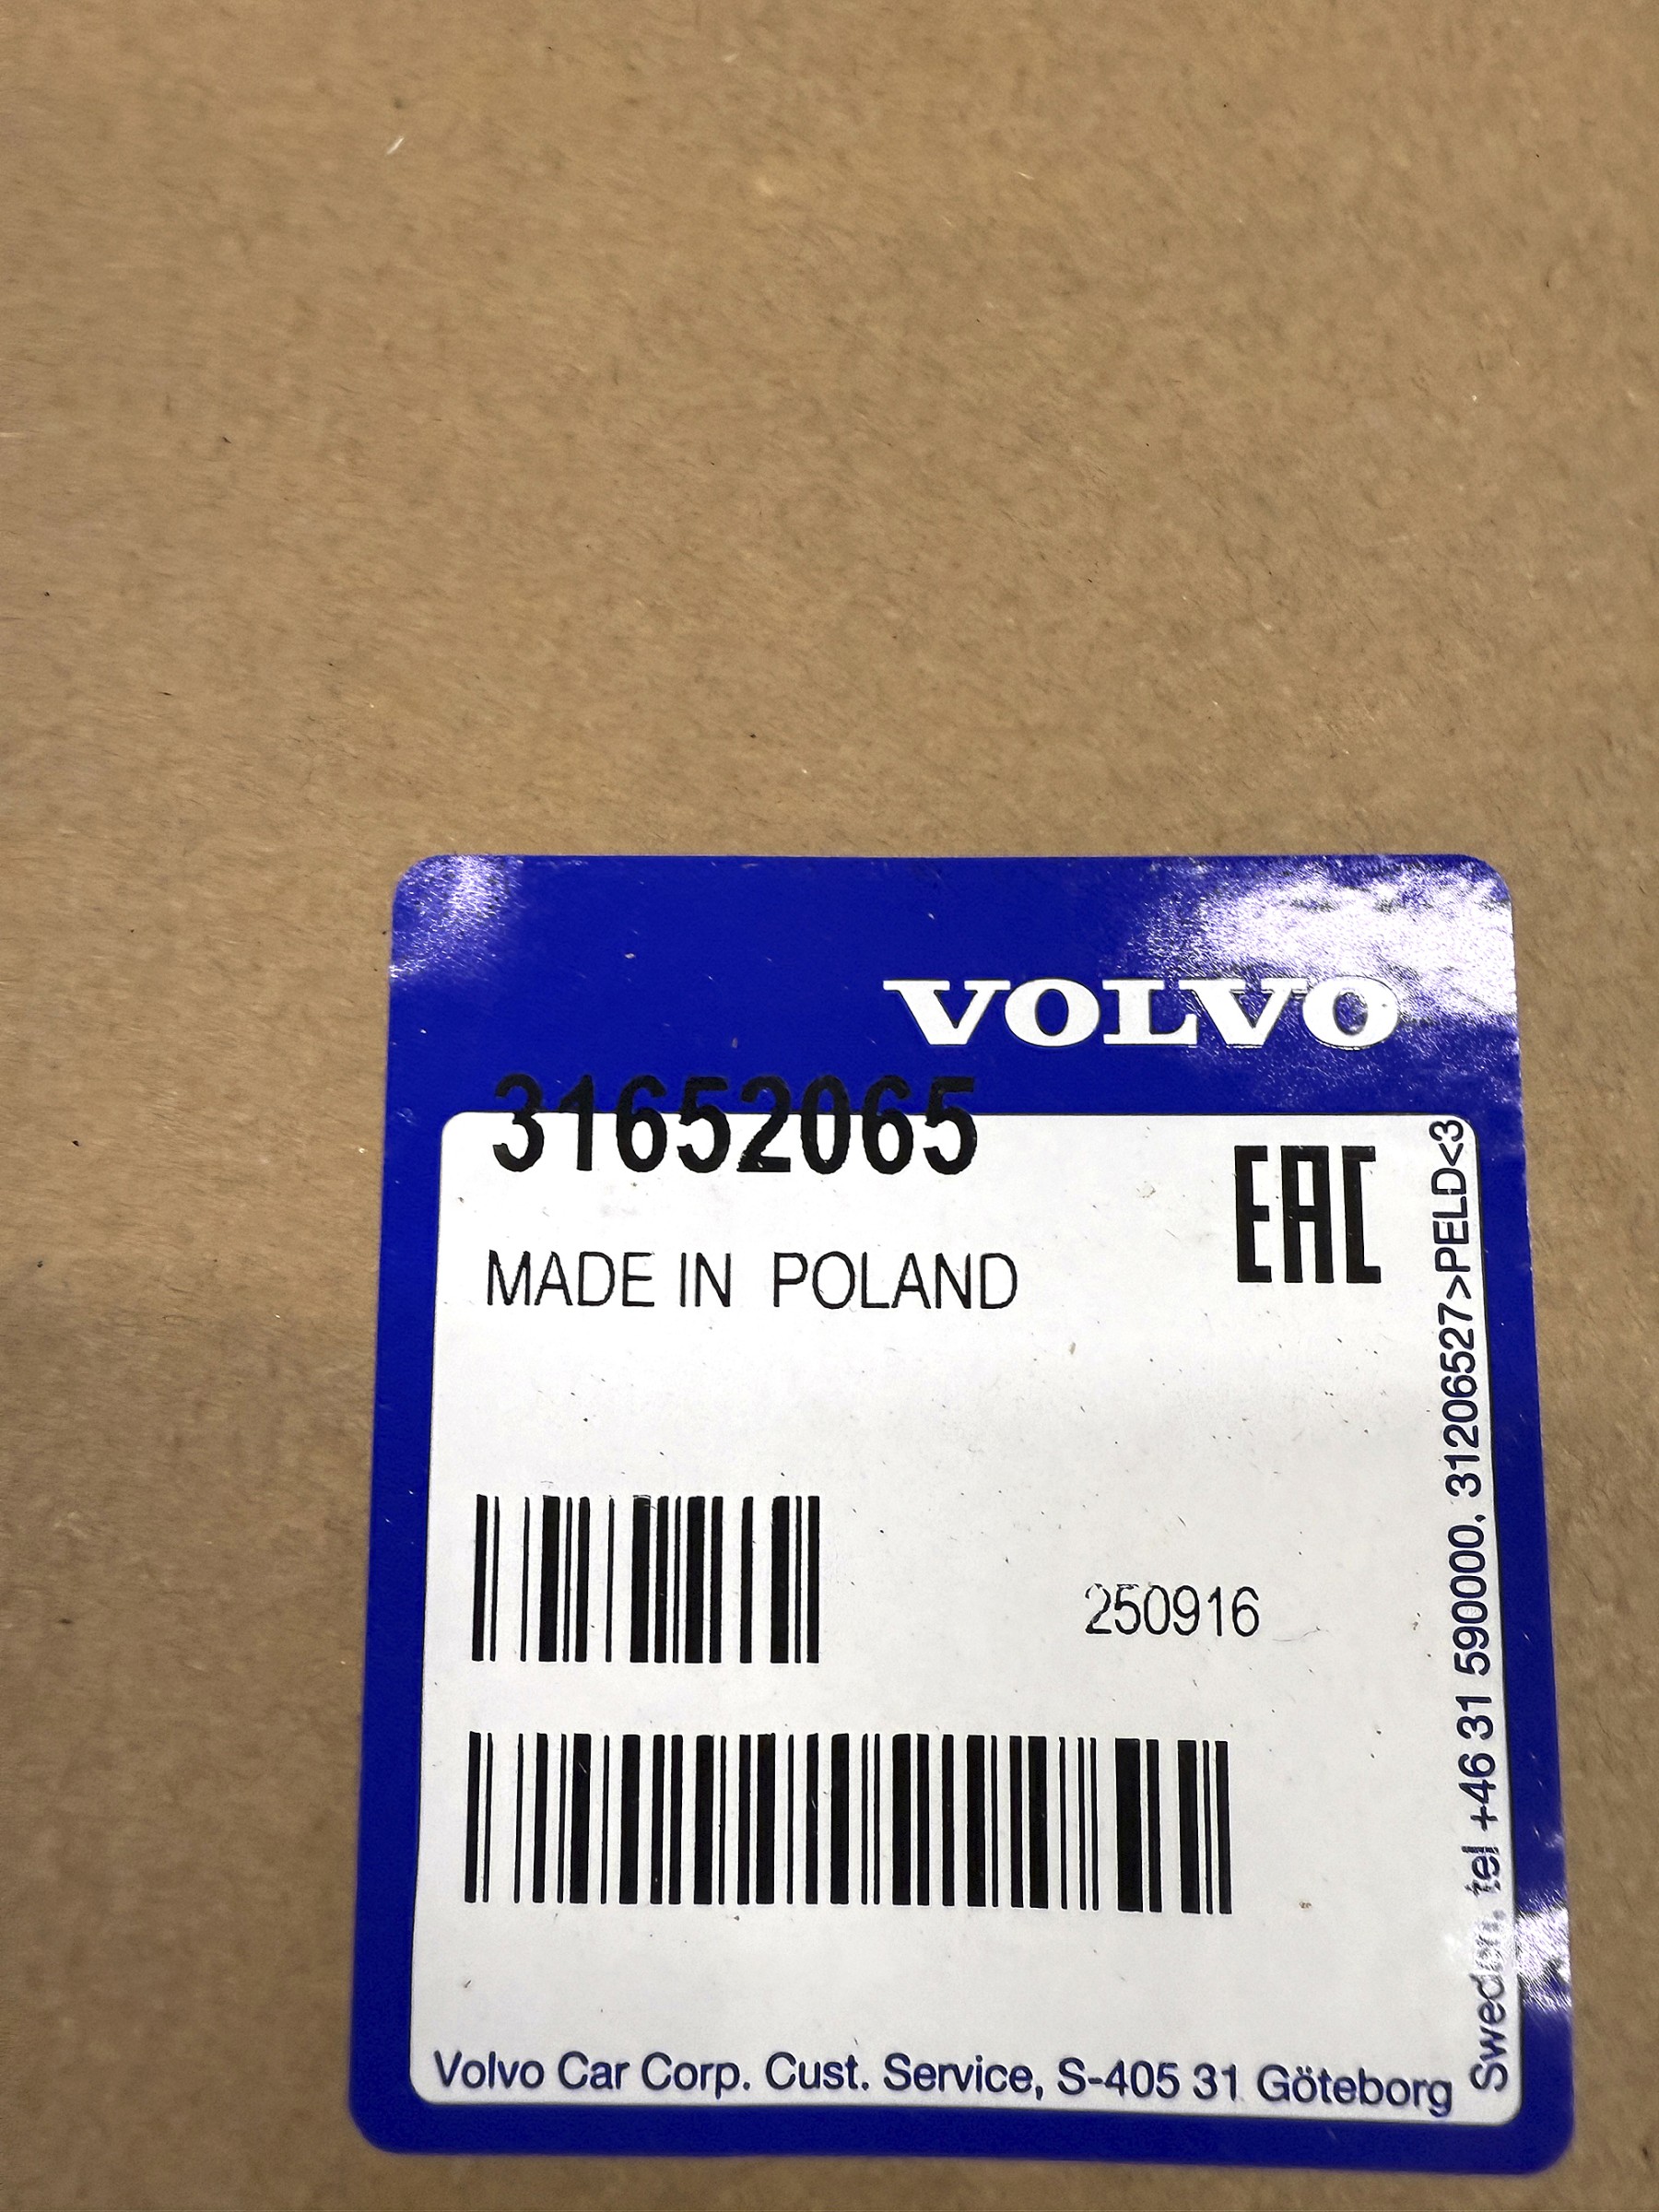 VOLVO
31652065
EAC
MADE IN POLAND
250916
Volvo Car Corp. Cust. Service, S-405 31 Göteborg
Sweden, tel +46 31 590000. 31206527>PELD<3